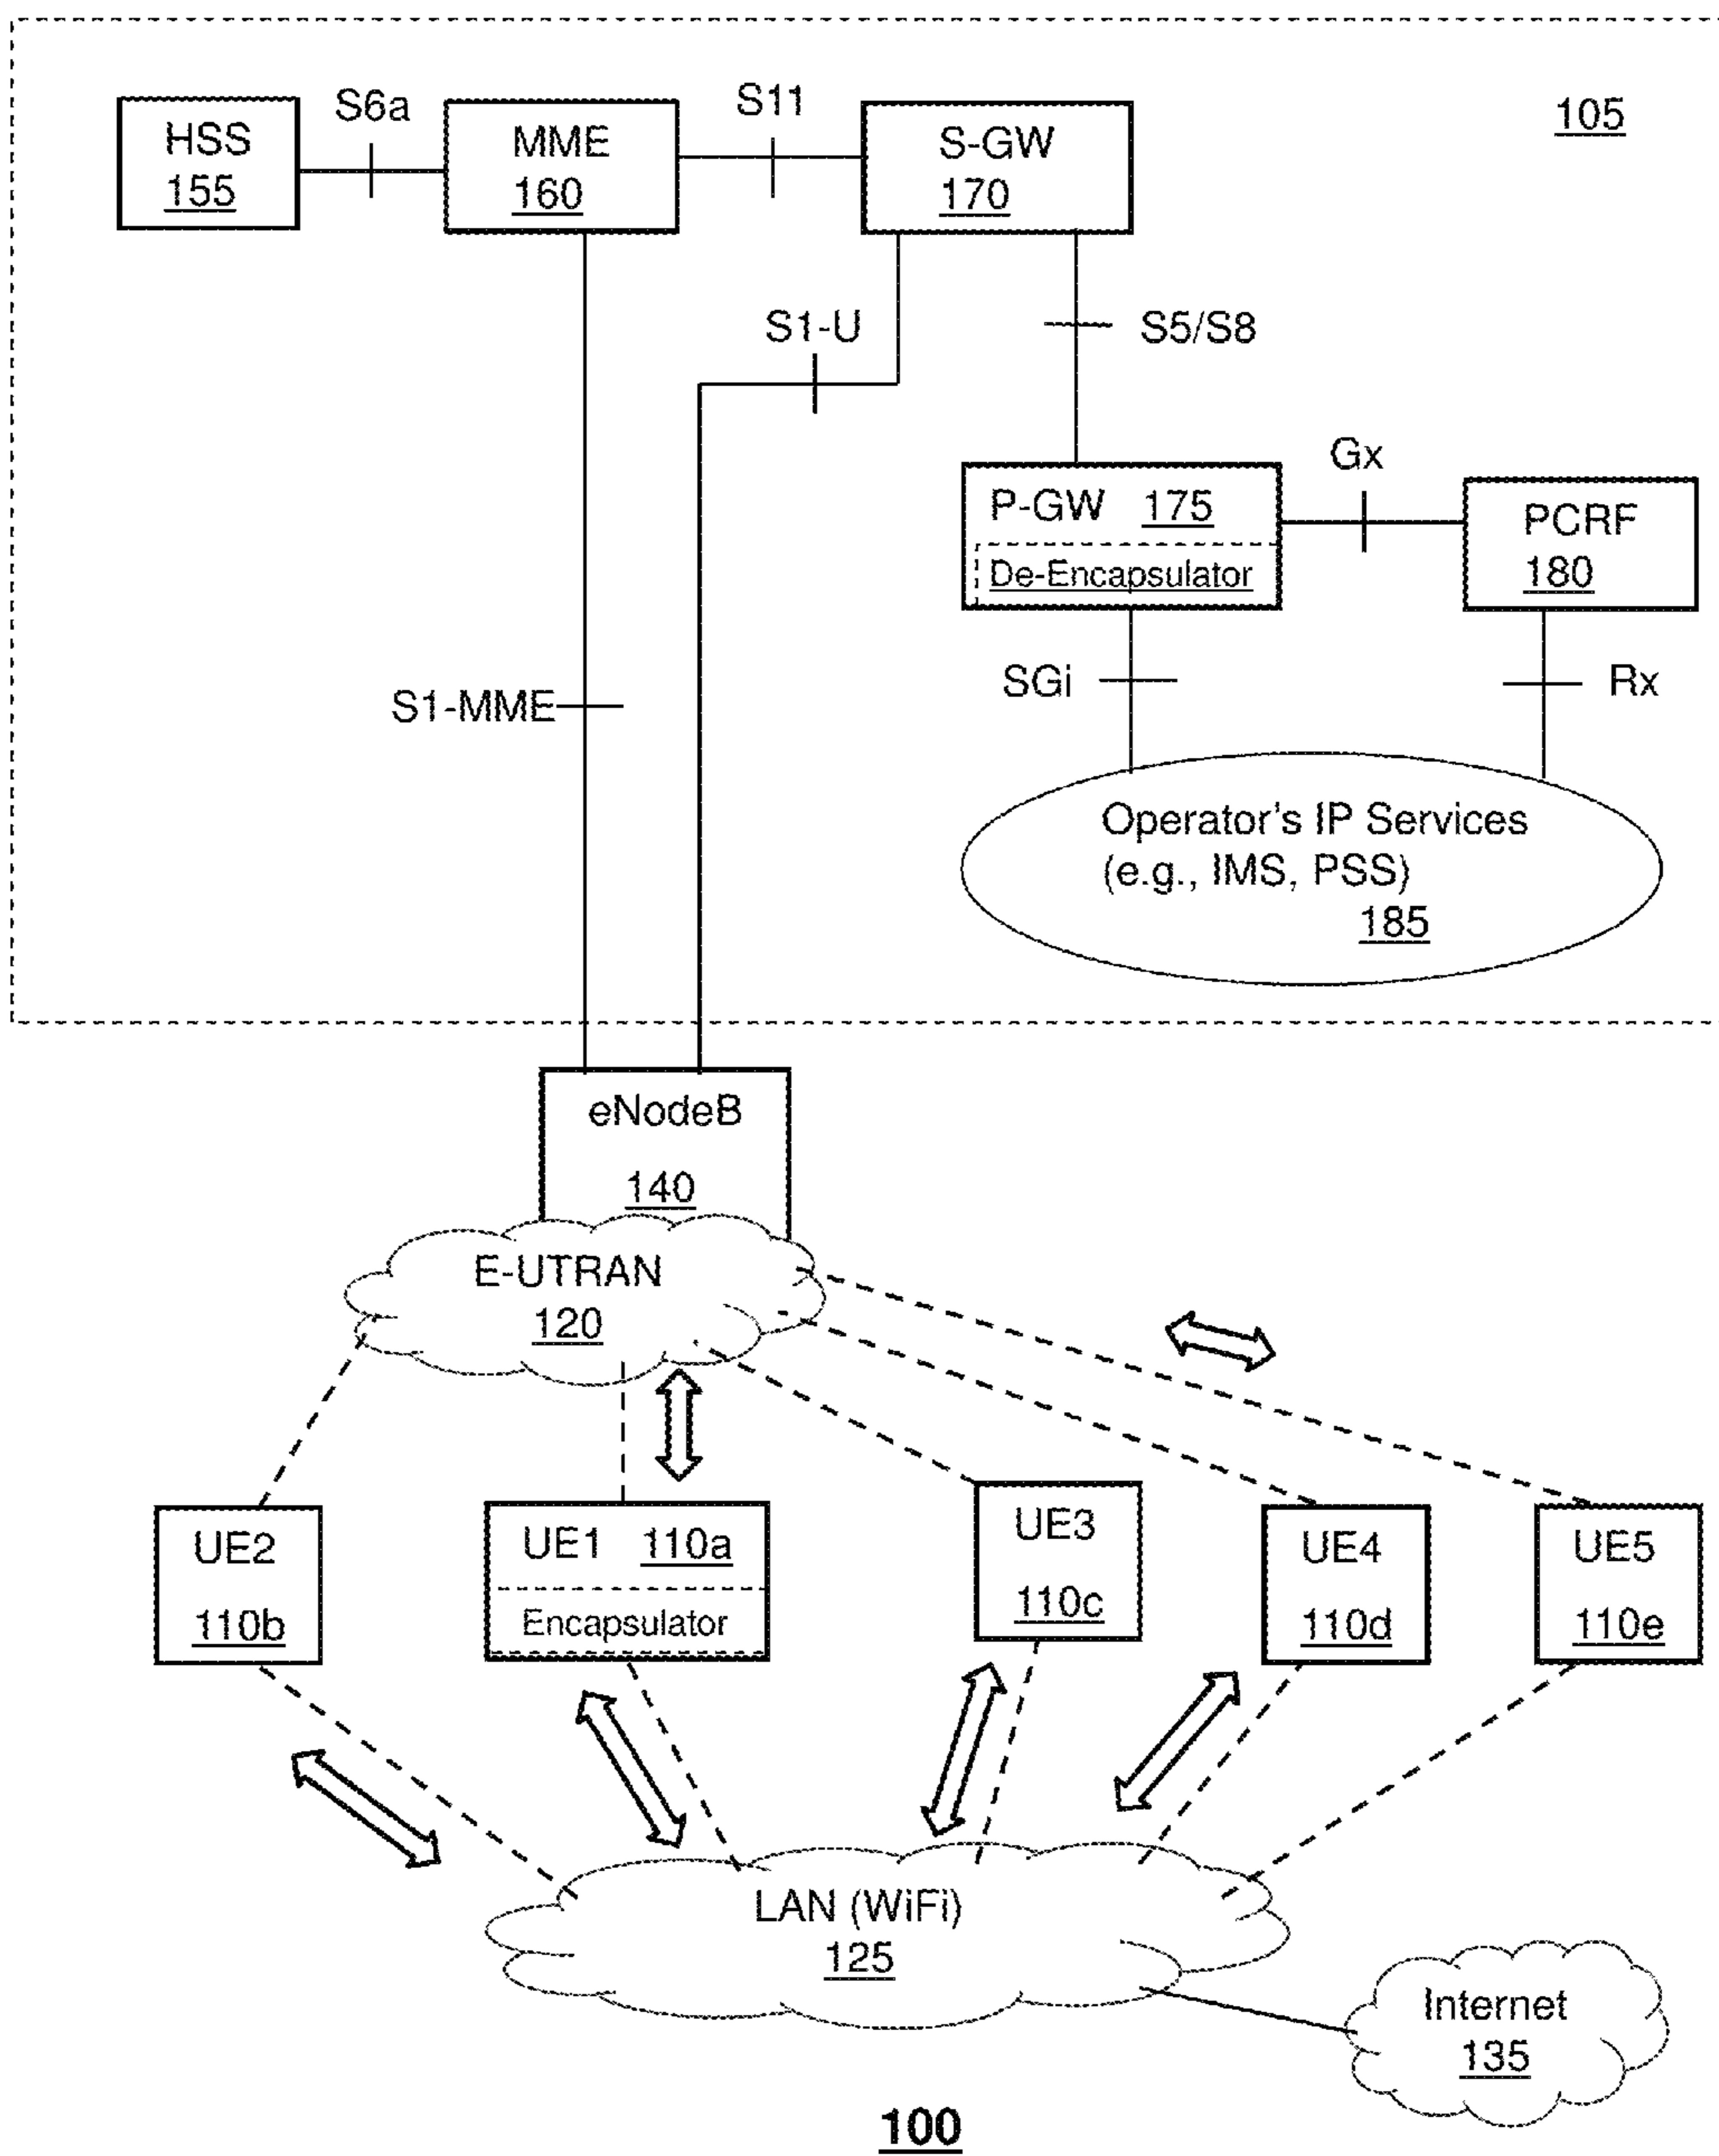 S6a
S11
105
HSS
155
MME
160
S-GW
170
S1-U
S5/S8
Gx
P-GW 175
De-Encapsulator
PCRF
180
S1-MME
SGi
Rx
Operator's IP Services
(e.g., IMS, PSS)
185
eNodeB
140
E-UTRAN
120
UE2
110b
UE1 110a
Encapsulator
UE3
110c
UE4
110d
UE5
110e
LAN (WiFi)
125
Internet
135
100